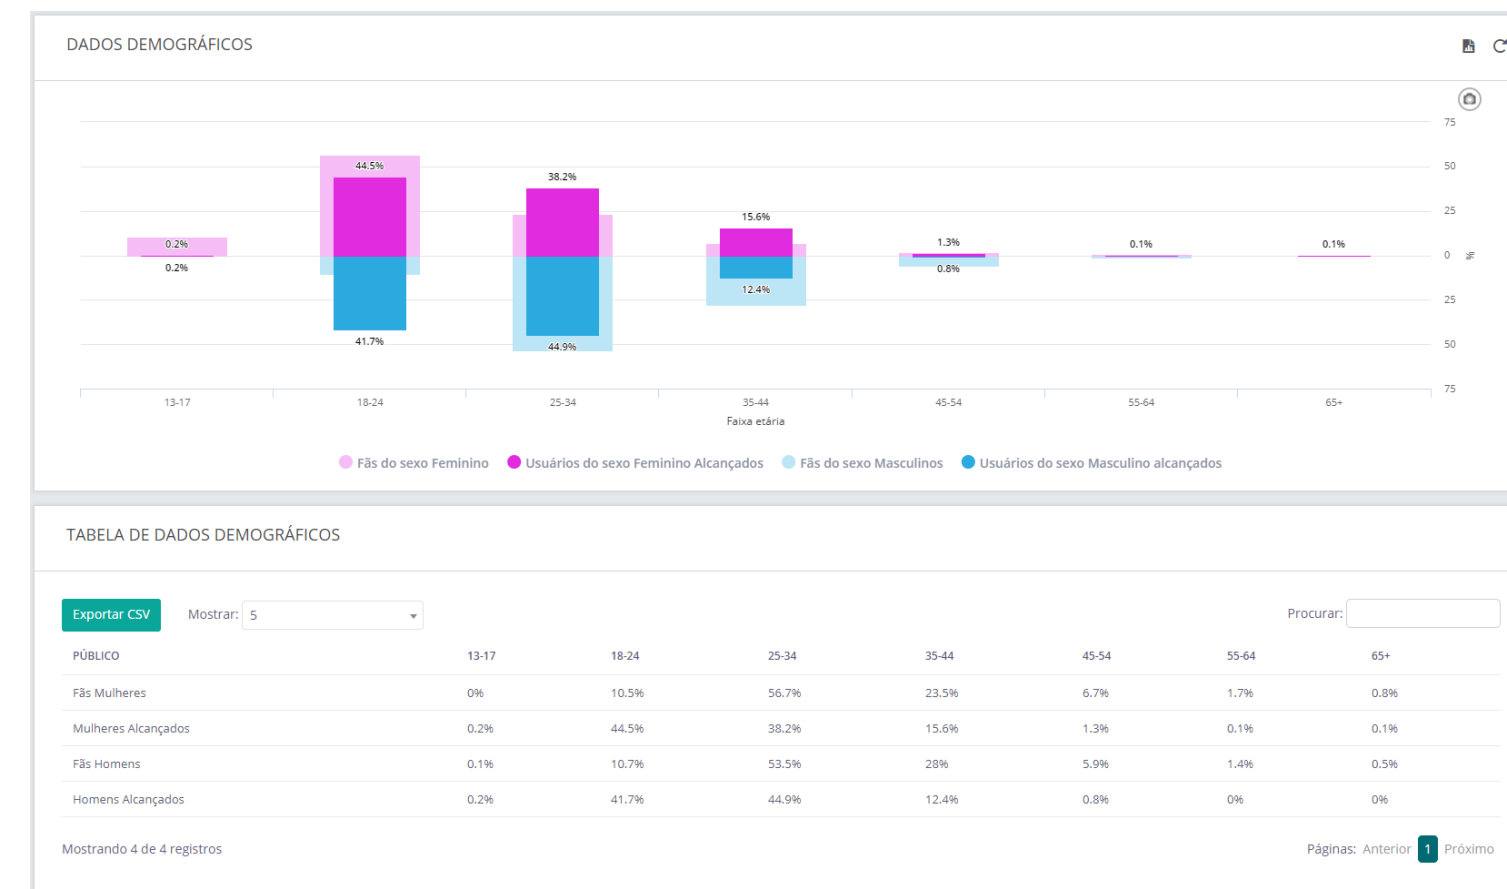 DADOS DEMOGRÁFICOS
75
50
25
0
25
50
75
%
44.5%
38.2%
15.6%
0.2%
1.3%
0.1%
0.1%
0.2%
0.8%
12.4%
41.7%
44.9%
13-17 18-24 25-34 35-44 45-54 55-64 65+
Faixa etária
Fãs do sexo Feminino Usuários do sexo Feminino Alcançados Fãs do sexo Masculinos Usuários do sexo Masculino alcançados
TABELA DE DADOS DEMOGRÁFICOS
Exportar CSV Mostrar: 5 Procurar:
PÚBLICO 13-17 18-24 25-34 35-44 45-54 55-64 65+
Fãs Mulheres 0% 10.5% 56.7% 23.5% 6.7% 1.7% 0.8%
Mulheres Alcançados 0.2% 44.5% 38.2% 15.6% 1.3% 0.1% 0.1%
Fãs Homens 0.1% 10.7% 53.5% 28% 5.9% 1.4% 0.5%
Homens Alcançados 0.2% 41.7% 44.9% 12.4% 0.8% 0% 0%
Mostrando 4 de 4 registros Páginas: Anterior 1 Próximo